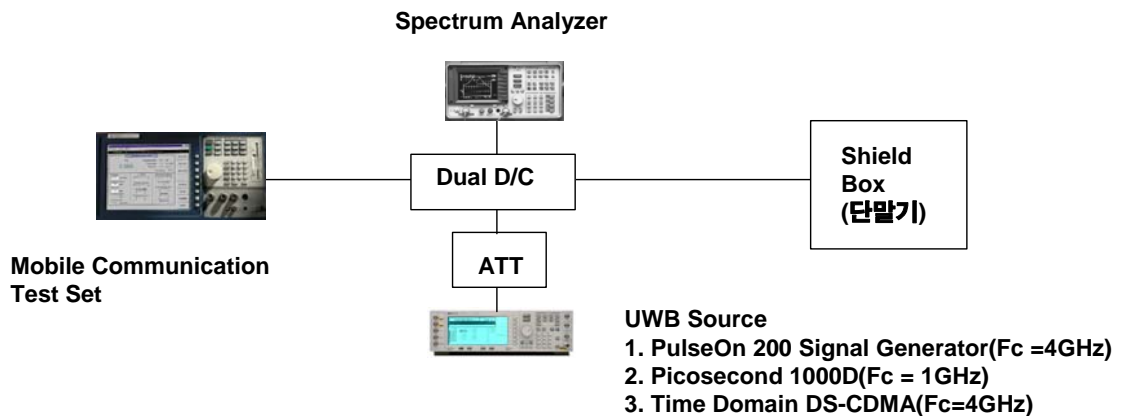 Spectrum Analyzer
Dual D/C
Shield
Box
(단말기)
Mobile Communication
Test Set
ATT
UWB Source
1. PulseOn 200 Signal Generator(Fc =4GHz)
2. Picosecond 1000D(Fc = 1GHz)
3. Time Domain DS-CDMA(Fc=4GHz)